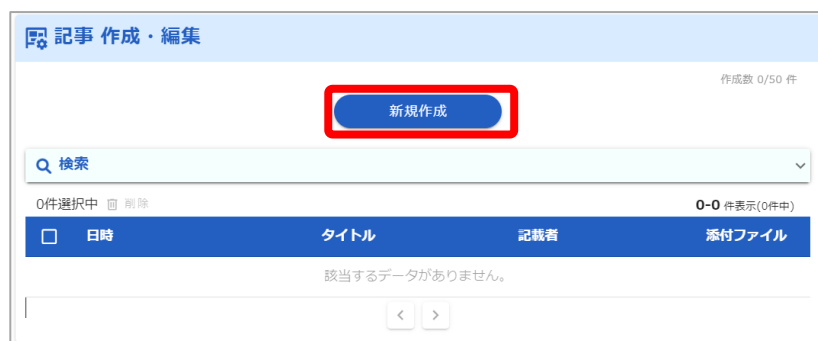 記事 作成・編集
作成数 0/50 件
新規作成
検索
0件選択中 削除 0-0 件表示(0件中)
日時 タイトル 記載者 添付ファイル
該当するデータがありません。